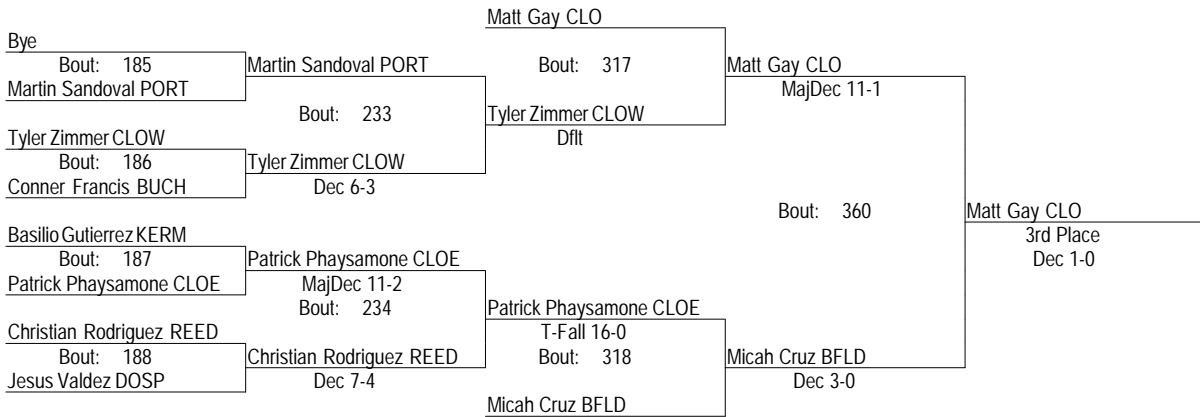 Matt Gay CLO
Bye
Bout: 185
Martin Sandoval PORT
Bout: 317
Matt Gay CLO
Martin Sandoval PORT
MajDec 11-1
Bout: 233
Tyler Zimmer CLOW
Tyler Zimmer CLOW
Dflt
Bout: 186
Tyler Zimmer CLOW
Conner Francis BUCH
Dec 6-3
Bout: 360
Matt Gay CLO
Basilio Gutierrez KERM
3rd Place
Bout: 187
Patrick Phaysamone CLOE
Dec 1-0
Patrick Phaysamone CLOE
MajDec 11-2
Bout: 234
Patrick Phaysamone CLOE
Christian Rodriguez REED
T-Fall 16-0
Bout: 188
Christian Rodriguez REED
Bout: 318
Micah Cruz BFLD
Jesus Valdez DOSP
Dec 7-4
Dec 3-0
Micah Cruz BFLD